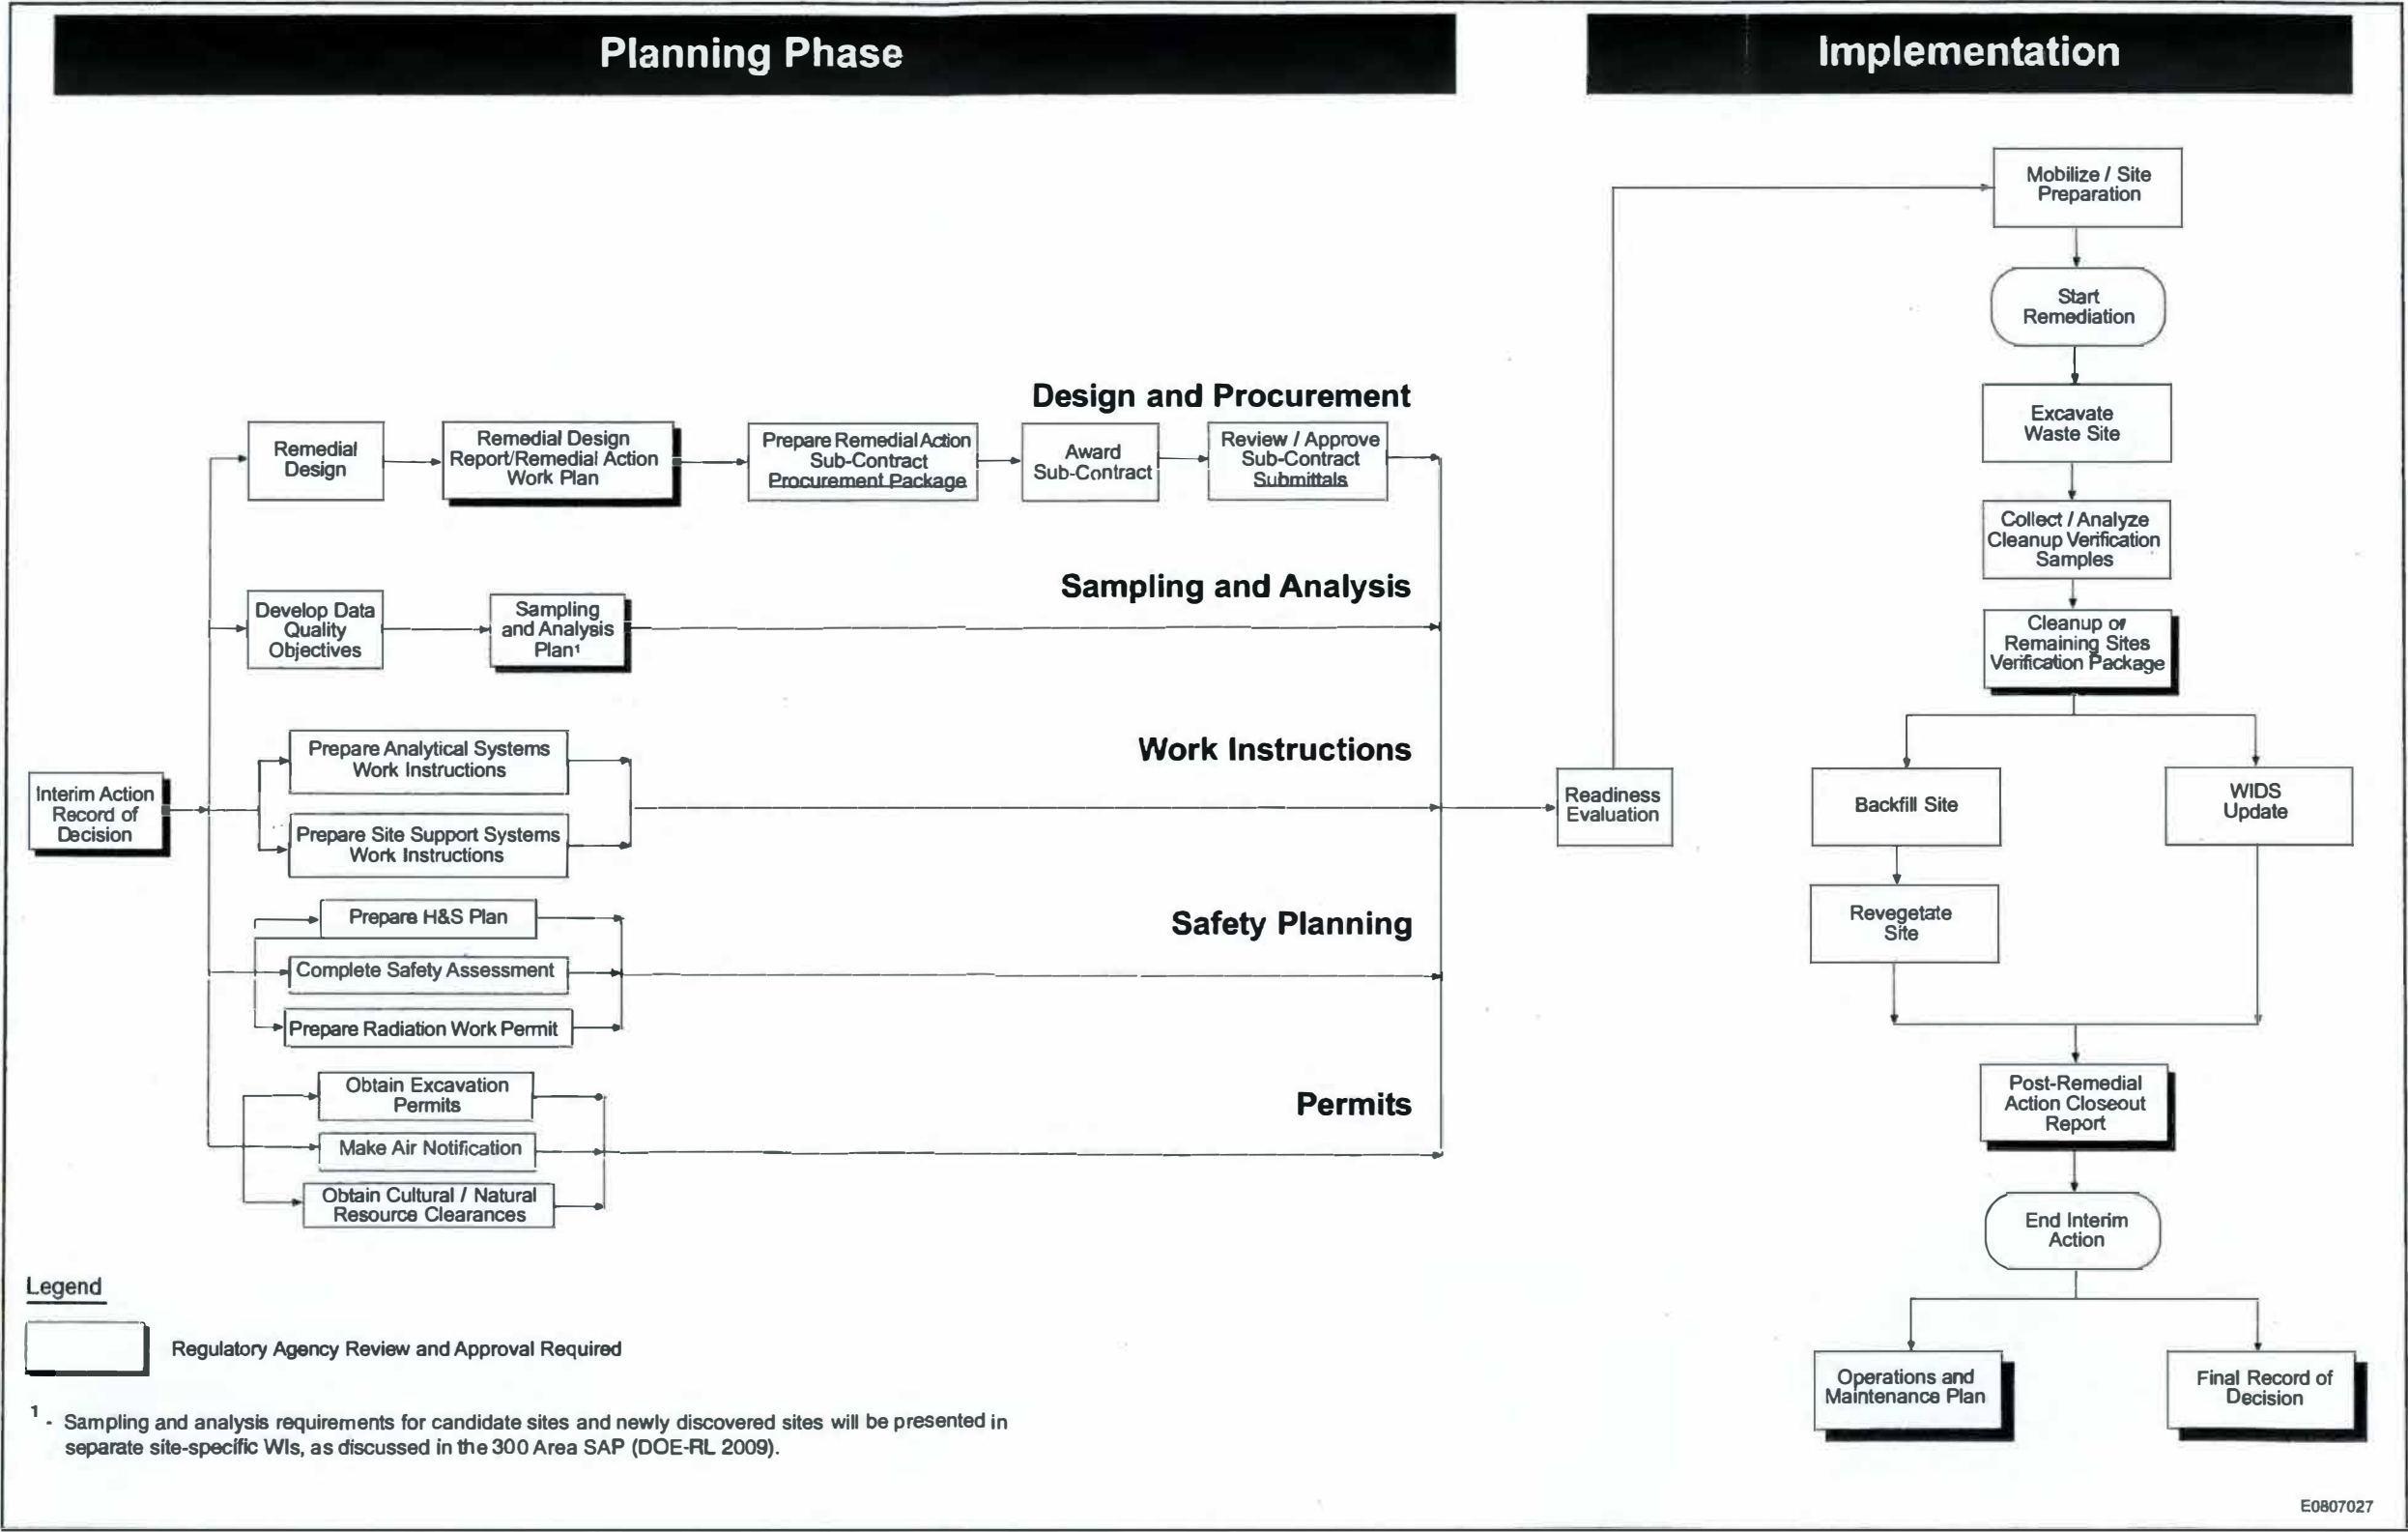 Planning Phase
Implementation
Mobilize / Site
Preparation
Start
Remediation
Excavate
Waste Site
Collect / Analyze
Cleanup Verification
Samples
Cleanup or
Remaining Sites
Verification Package
Design and Procurement
Remedial
Design
Remedial Design
Report/Remedial Action
Work Plan
Prepare Remedial Action
Sub-Contract
Procurement Package
Award
Sub-Contract
Review / Approve
Sub-Contract
Submittals
Sampling and Analysis
Develop Data
Quality
Objectives
Sampling
and Analysis
Plan¹
Work Instructions
Prepare Analytical Systems
Work Instructions
Interim Action
Record of
Decision
Prepare Site Support Systems
Work Instructions
Readiness
Evaluation
Backfill Site
WIDS
Update
Safety Planning
Prepare H&S Plan
Complete Safety Assessment
Prepare Radiation Work Permit
Revegetate
Site
Permits
Obtain Excavation
Permits
Make Air Notification
Obtain Cultural / Natural
Resource Clearances
Post-Remedial
Action Closeout
Report
End Interim
Action
Operations and
Maintenance Plan
Final Record of
Decision
Legend
Regulatory Agency Review and Approval Required
¹ - Sampling and analysis requirements for candidate sites and newly discovered sites will be presented in
separate site-specific WIs, as discussed in the 300 Area SAP (DOE-RL 2009).
E0807027